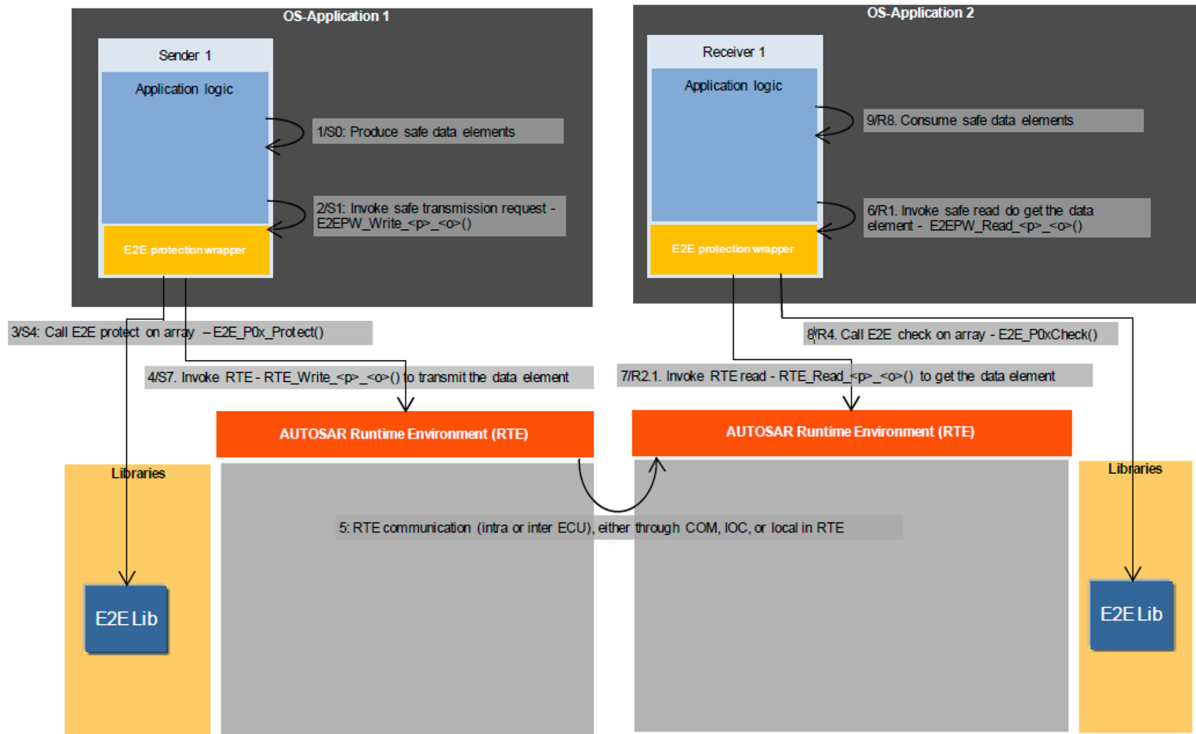 OS-Application 1
Sender 1
Application logic
1/S0: Produce safe data elements
2/S1: Invoke safe transmission request -
E2EPW_Write_<p>_<o>()
E2E protection wrapper
3/S4: Call E2E protect on array – E2E_P0x_Protect()
4/S7. Invoke RTE - RTE_Write_<p>_<o>() to transmit the data element
AUTOSAR Runtime Environment (RTE)
Libraries
E2E Lib
OS-Application 2
Receiver 1
Application logic
9/R8. Consume safe data elements
6/R1. Invoke safe read do get the data
element - E2EPW_Read_<p>_<o>()
E2E protection wrapper
8/R4. Call E2E check on array - E2E_P0xCheck()
7/R2.1. Invoke RTE read - RTE_Read_<p>_<o>() to get the data element
AUTOSAR Runtime Environment (RTE)
Libraries
5: RTE communication (intra or inter ECU), either through COM, IOC, or local in RTE
E2E Lib